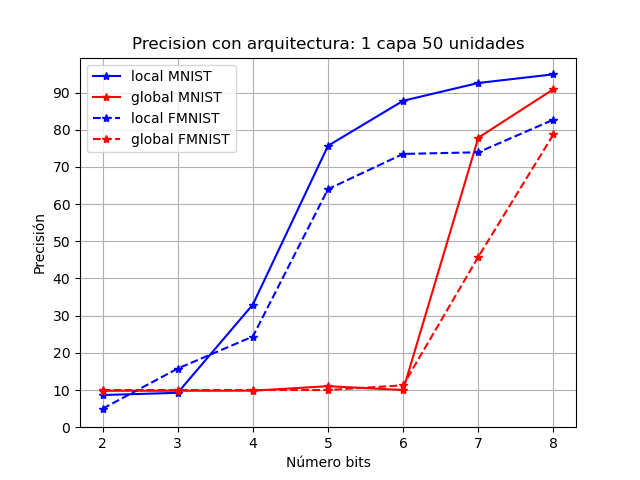 Precision con arquitectura: 1 capa 50 unidades
local MNIST
global MNIST
local FMNIST
global FMNIST
90
80
70
60
50
40
30
20
10
0
Precisión
2 3 4 5 6 7 8
Número bits